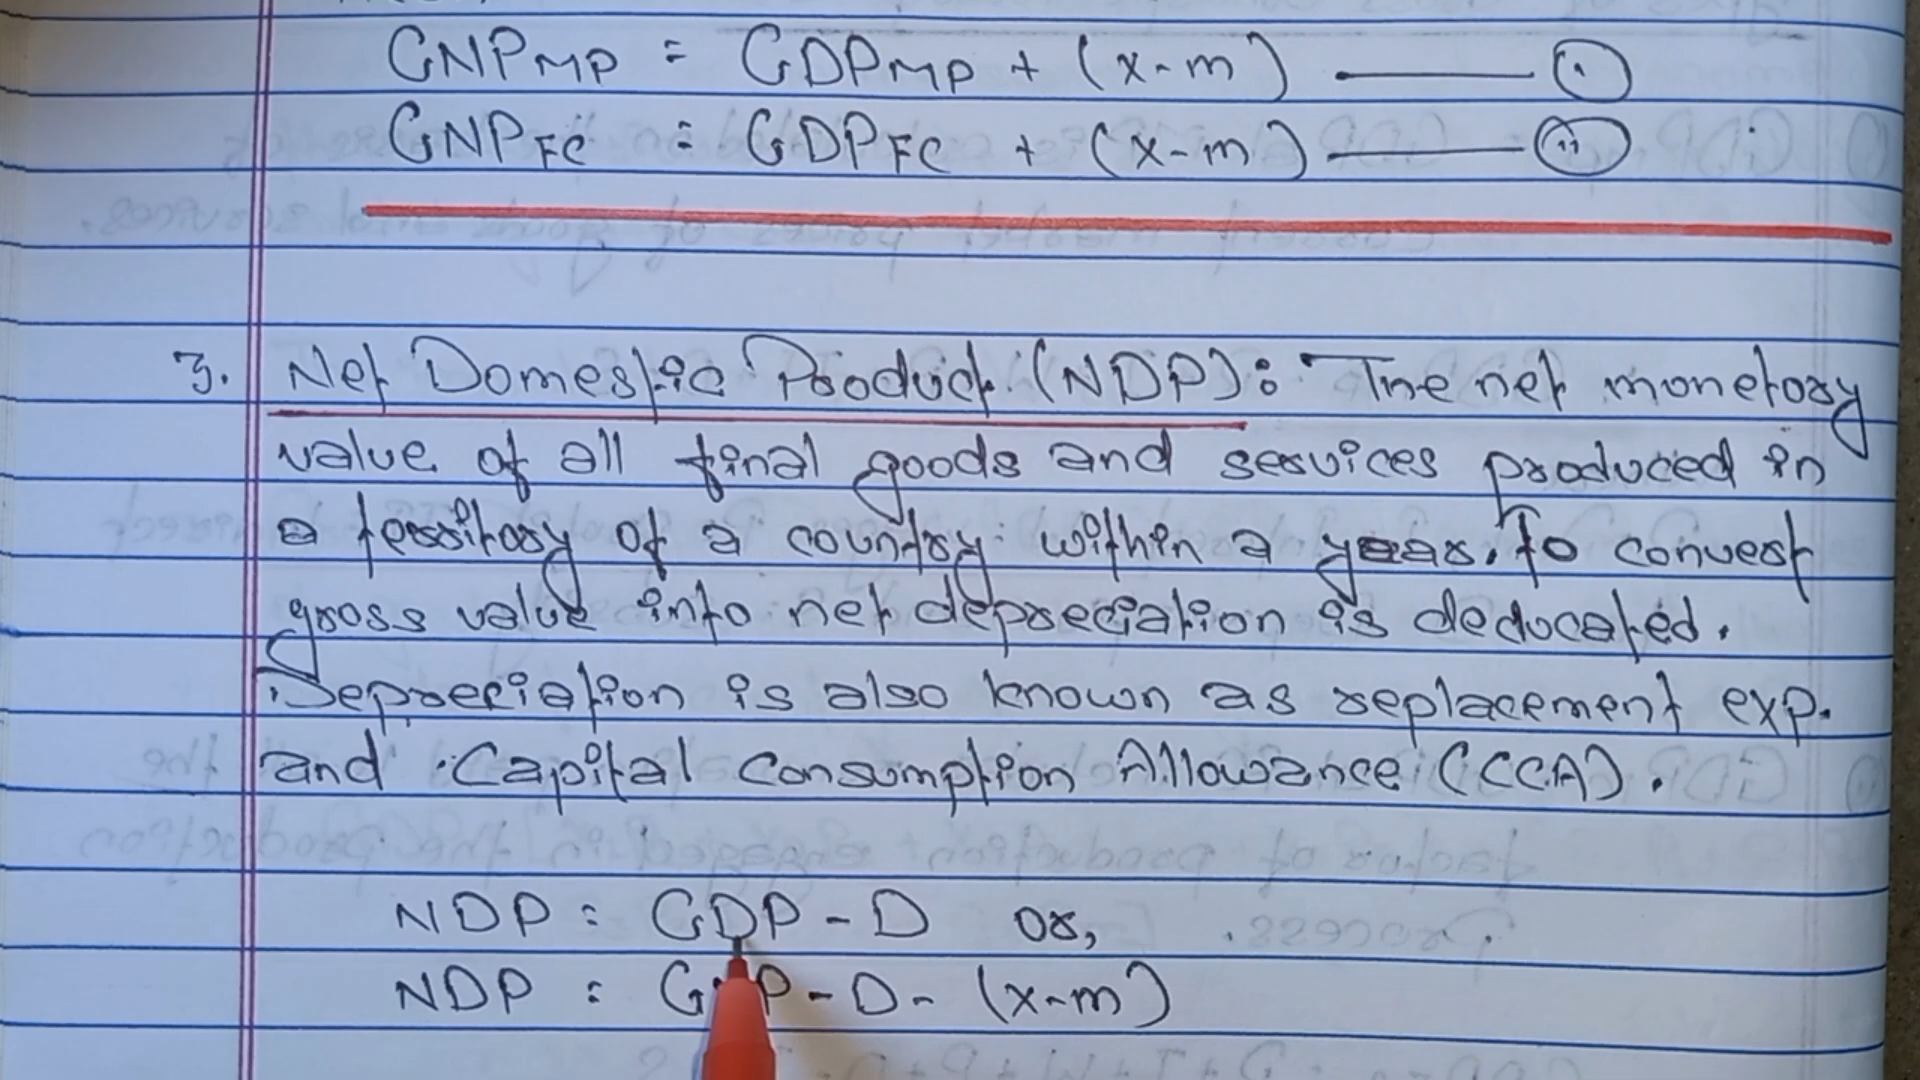 GNPMP = GDPMP + (x-m) —— (i)
GNPFC = GDPFC + (x-m) —— (ii)
3. Net Domestic Product (NDP): The net monetory
value of all final goods and services produced in
a territory of a country within a year. To convert
gross value into net depreciation is deducated.
Depreciation is also known as replacement exp.
and Capital Consumption Allowance (CCA).
NDP = GDP - D or,
NDP = G P - D - (x-m)